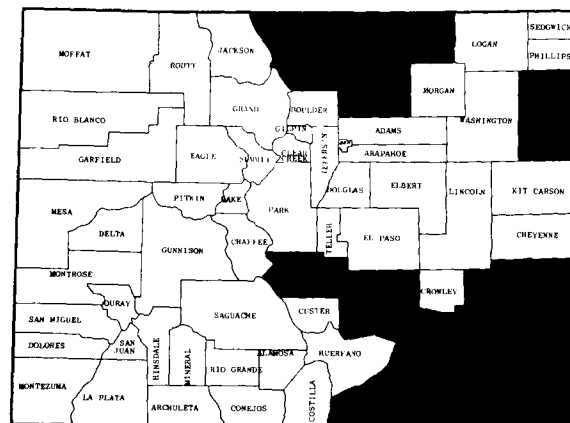 MOFFAT
ROUTT
JACKSON
LOGAN
SEDGWICK
PHILLIPS
RIO BLANCO
GRAND
BOULDER
MORGAN
WASHINGTON
GILPIN
ADAMS
GARFIELD
EAGLE
SUMMIT
CLEAR
CREEK
JEFFERSON
ARAPAHOE
MESA
PITKIN
LAKE
PARK
DOUGLAS
ELBERT
LINCOLN
KIT CARSON
DELTA
GUNNISON
CHAFFEE
TELLER
EL PASO
CHEYENNE
MONTROSE
OURAY
CROWLEY
SAN MIGUEL
SAGUACHE
CUSTER
DOLORES
SAN
JUAN
HINSDALE
MINERAL
RIO GRANDE
ALAMOSA
HUERFANO
MONTEZUMA
LA PLATA
ARCHULETA
CONEJOS
COSTILLA